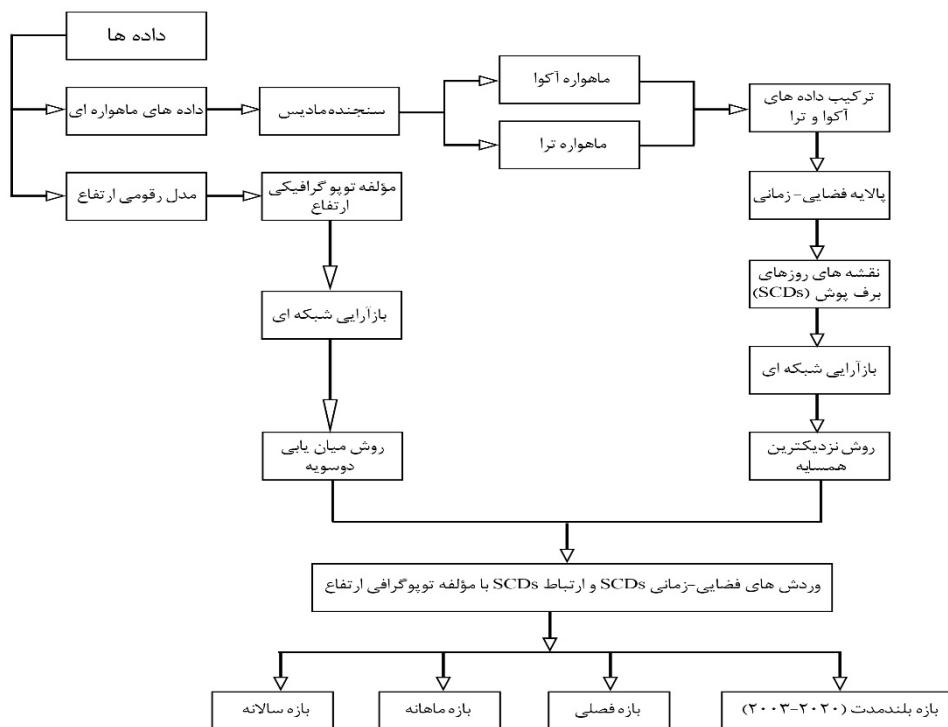 داده ها
داده های ماهواره ای
سنجنده مادیس
ماهواره آکوا
ماهواره ترا
ترکیب داده های
آکوا و ترا
مدل رقومی ارتفاع
مؤلفه توپوگرافیکی
ارتفاع
پالایه فضایی-زمانی
نقشه های روزهای
برف پوش (SCDs)
بازآرایی شبکه ای
بازآرایی شبکه ای
روش میان یابی
دوسویه
روش نزدیکترین
همسایه
وردش های فضایی-زمانی SCDs و ارتباط SCDs با مؤلفه توپوگرافی ارتفاع
بازه سالانه
بازه ماهانه
بازه فصلی
بازه بلندمدت (۲۰۲۰-۲۰۰۳)